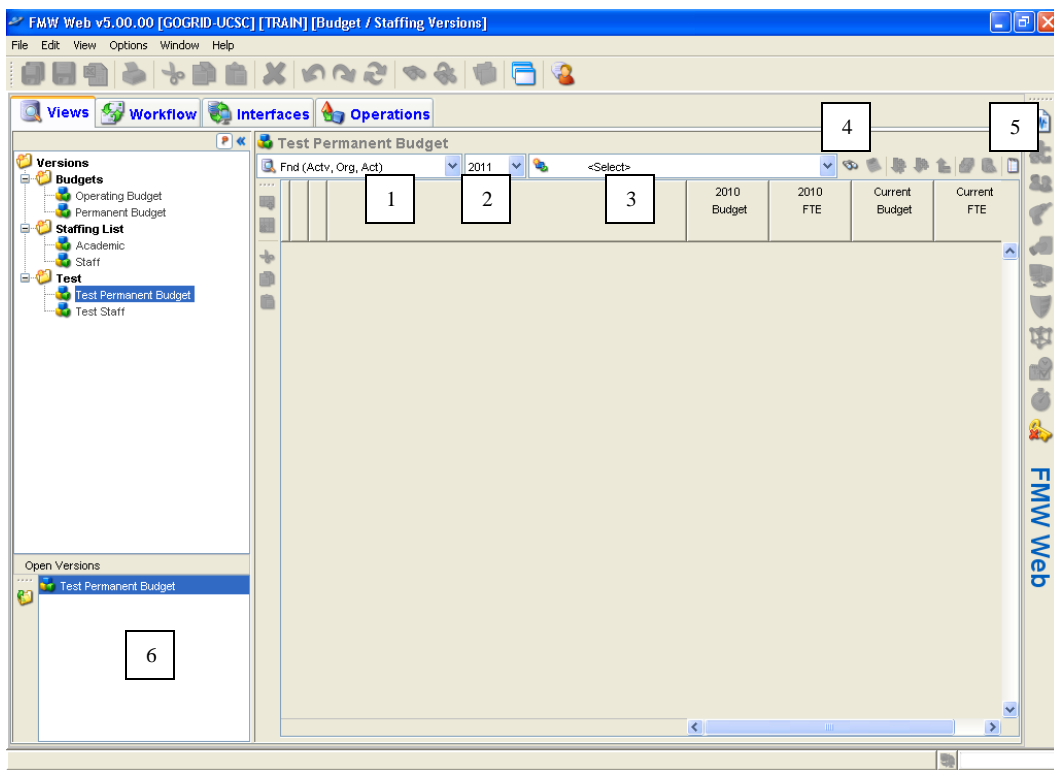 FMW Web v5.00.00 [GOGRID-UCSC] [TRAIN] [Budget / Staffing Versions]
File Edit View Options Window Help
Views Workflow Interfaces Operations
4
5
Test Permanent Budget
Fnd (Actv, Org, Act) 2011 <Select>
1
2
3
2010 Budget 2010 FTE Current Budget Current FTE
Versions
Budgets
Operating Budget
Permanent Budget
Staffing List
Academic
Staff
Test
Test Permanent Budget
Test Staff
Open Versions
Test Permanent Budget
6
FMW Web